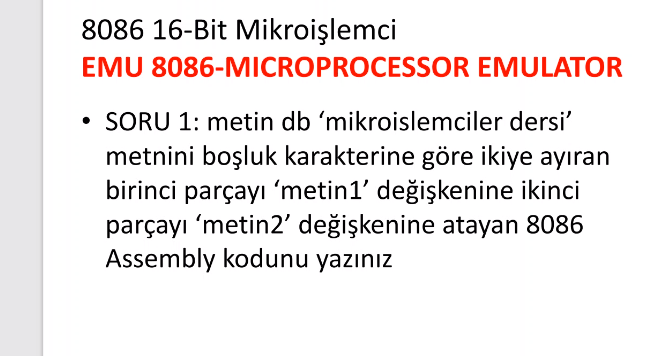 8086 16-Bit Mikroişlemci
EMU 8086-MICROPROCESSOR EMULATOR
• SORU 1: metin db ‘mikroislemciler dersi’
metnini boşluk karakterine göre ikiye ayıran
birinci parçayı ‘metin1’ değişkenine ikinci
parçayı ‘metin2’ değişkenine atayan 8086
Assembly kodunu yazınız